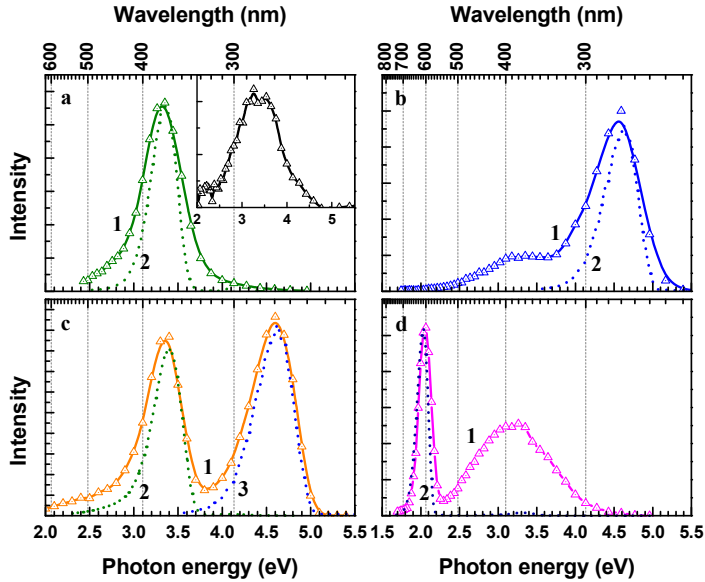 Wavelength (nm) Wavelength (nm)
600 500 400 300 800 700 600 500 400 300
a b
1 2 1 2
2 3 4 5
Intensity
c d
1 2 3 1 2
Intensity
2.0 2.5 3.0 3.5 4.0 4.5 5.0 1.5 2.0 2.5 3.0 3.5 4.0 4.5 5.0 5.5
Photon energy (eV) Photon energy (eV)